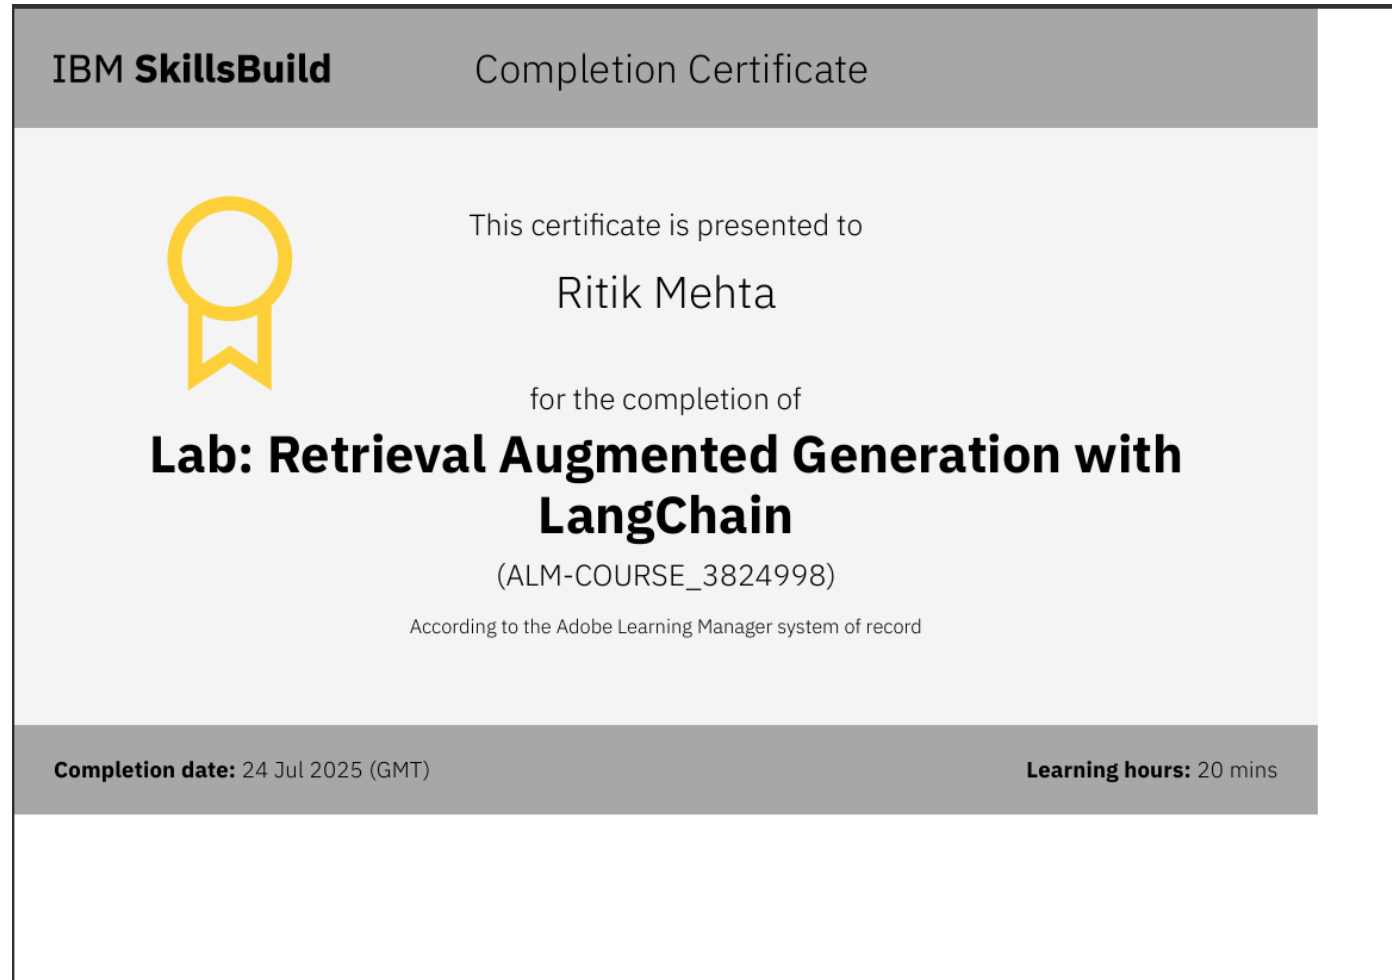 IBM SkillsBuild
Completion Certificate
This certificate is presented to
Ritik Mehta
for the completion of
Lab: Retrieval Augmented Generation with
LangChain
(ALM-COURSE_3824998)
According to the Adobe Learning Manager system of record
Completion date: 24 Jul 2025 (GMT)
Learning hours: 20 mins